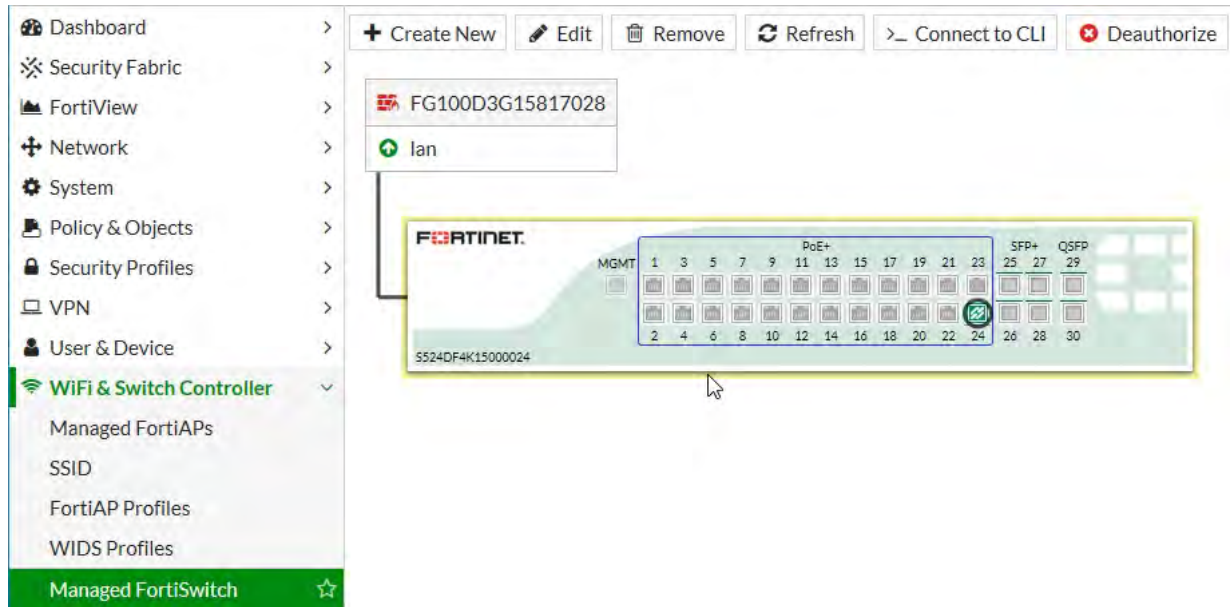 Dashboard
Security Fabric
FortiView
Network
System
Policy & Objects
Security Profiles
VPN
User & Device
WiFi & Switch Controller
Managed FortiAPs
SSID
FortiAP Profiles
WIDS Profiles
Managed FortiSwitch
Create New Edit Remove Refresh >_ Connect to CLI Deauthorize
FG100D3G15817028
lan
FORTINET.
PoE+ SFP+ QSFP
MGMT 1 3 5 7 9 11 13 15 17 19 21 23 25 27 29
2 4 6 8 10 12 14 16 18 20 22 24 26 28 30
S524DF4K15000024